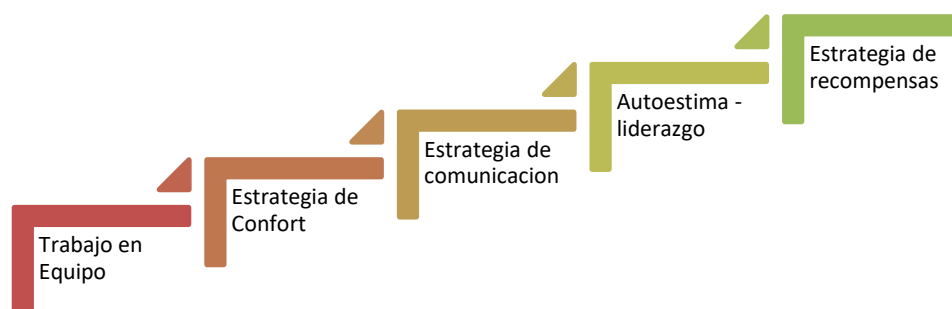 Trabajo en
Equipo
Estrategia de
Confort
Estrategia de
comunicacion
Autoestima -
liderazgo
Estrategia de
recompensas